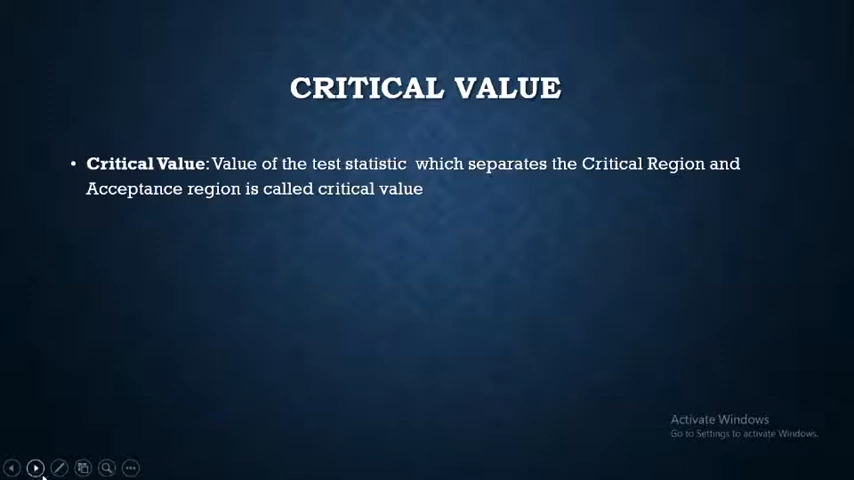 CRITICAL VALUE
• Critical Value: Value of the test statistic which separates the Critical Region and
Acceptance region is called critical value
Activate Windows
Go to Settings to activate Windows.